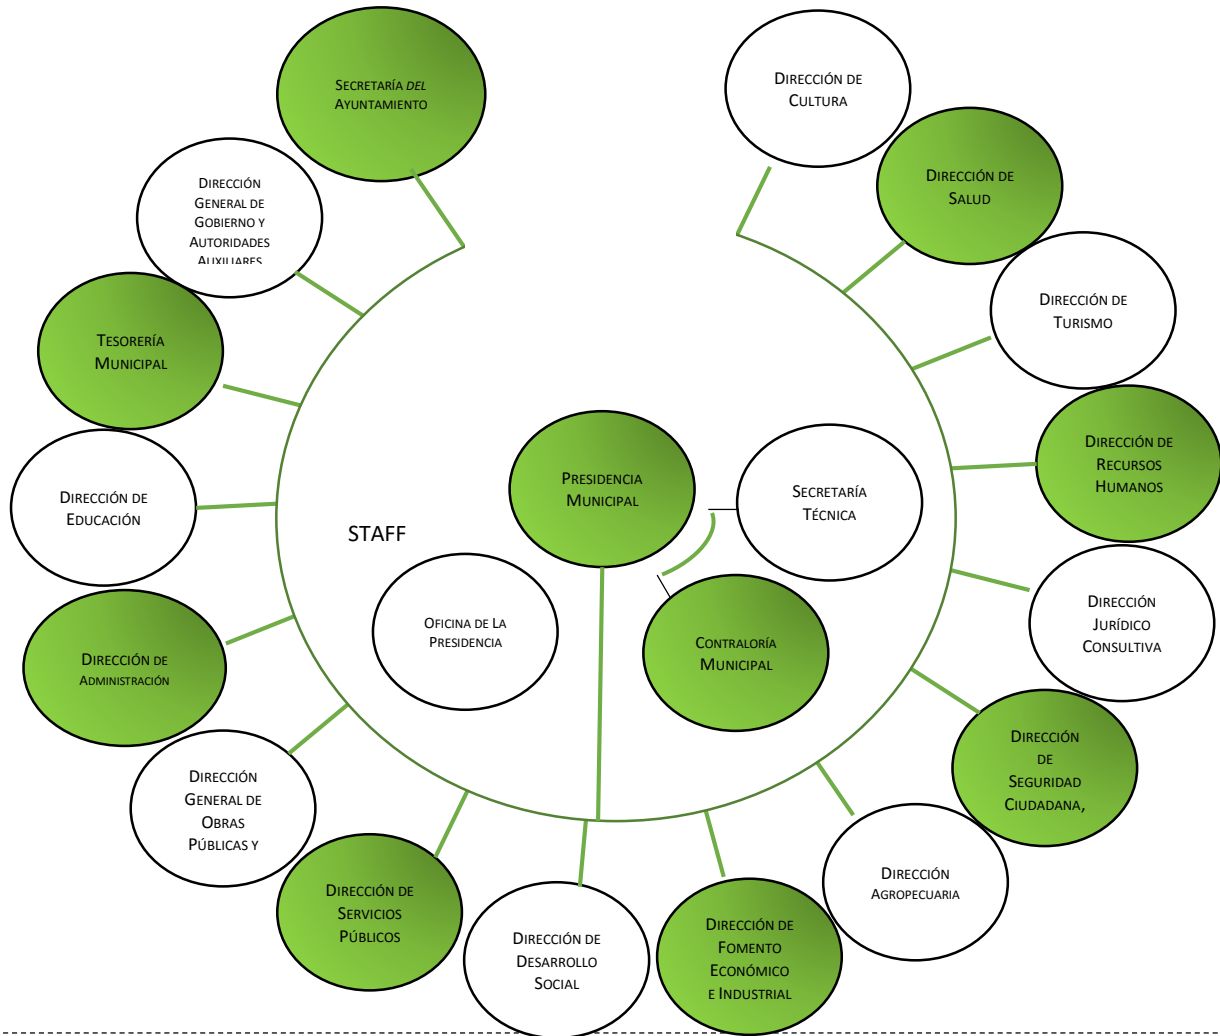 Secretaría del
Ayuntamiento
Dirección
General de
Gobierno y
Autoridades
Auxiliares
Tesorería
Municipal
Dirección de
Educación
Dirección de
administración
Dirección
General de
Obras
Públicas y
Dirección de
Servicios
Públicos
Dirección de
Desarrollo
Social
Dirección de
Fomento
Económico
e Industrial
Dirección
Agropecuaria
Dirección
de
Seguridad
Ciudadana,
Dirección
Jurídico
Consultiva
Dirección de
Recursos
Humanos
Dirección de
Turismo
Dirección de
Salud
Dirección de
Cultura
Presidencia
Municipal
Secretaría
Técnica
STAFF
Oficina de La
Presidencia
Contraloría
Municipal